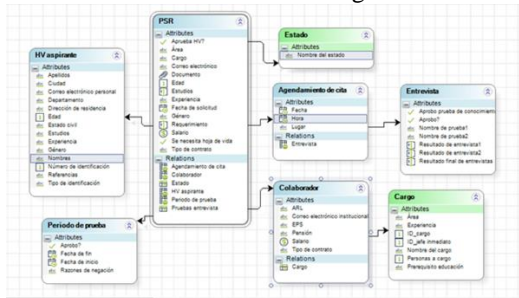 HV aspirante
Attributes
Apellidos
Ciudad
Correo electrónico personal
Departamento
Dirección de residencia
Edad
Estado civil
Estudios
Experiencia
Género
Nombres
Número de identificación
Referencias
Tipo de identificación
Periodo de prueba
Attributes
Aprobo?
Fecha de fin
Fecha de inicio
Razones de negación
PSR
Attributes
Aprueba HV?
Área
Cargo
Correo electrónico
Documento
Edad
Estudios
Experiencia
Fecha de solicitud
Género
Requerimiento
Salario
Se necesita hoja de vida
Tipo de contrato
Relations
Agendamiento de cita
Colaborador
Estado
HV aspirante
Periodo de prueba
Pruebas entrevista
Estado
Attributes
Nombre del estado
Agendamiento de cita
Attributes
Fecha
Hora
Lugar
Relations
Entrevista
Colaborador
Attributes
ARL
Correo electrónico institucional
EPS
Pensión
Salario
Tipo de contrato
Relations
Cargo
Entrevista
Attributes
Aprobo prueba de conocimien
Aprobo?
Nombre de prueba1
Nombre de prueba2
Resultado de entrevista1
Resultado de entrevista2
Resultado final de entrevistas
Cargo
Attributes
Área
Experiencia
ID_cargo
ID_jefe inmediato
Nombre del cargo
Personas a cargo
Prerequisito educación